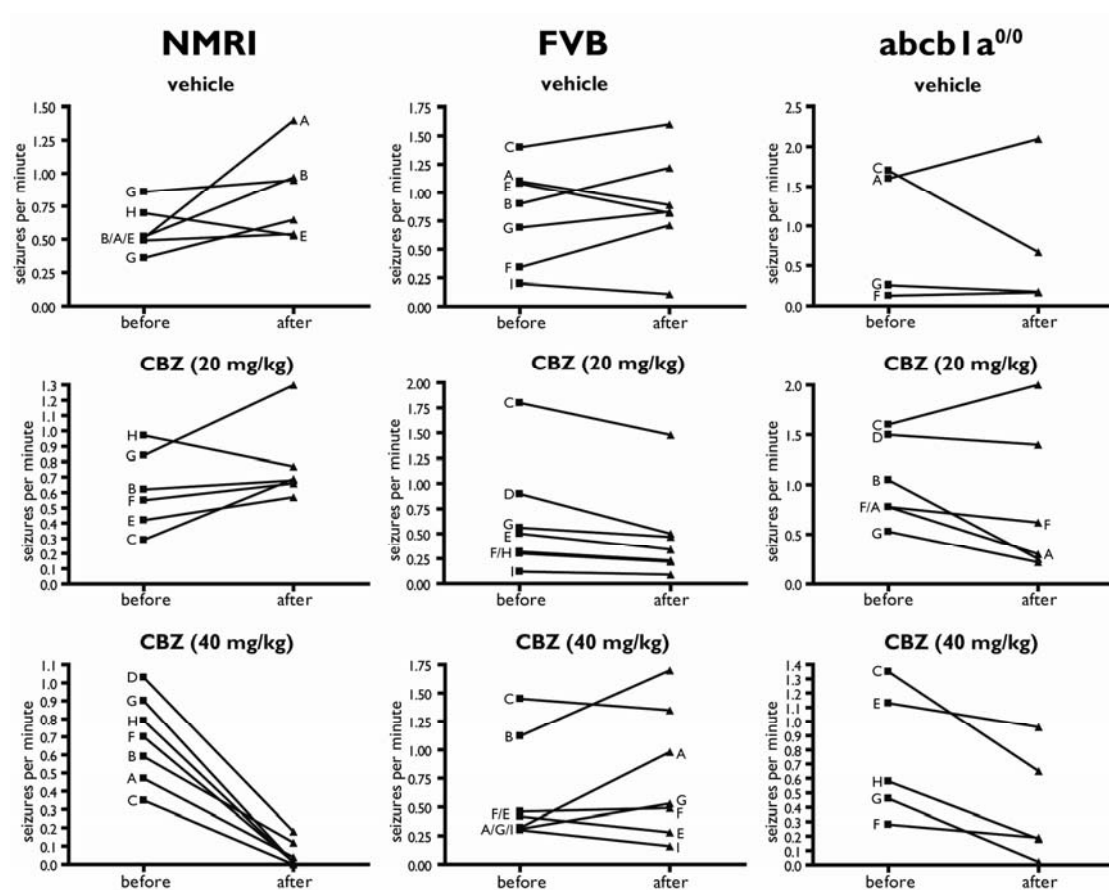 NMRI
FVB
abcb1a0/0
vehicle
vehicle
vehicle
seizures per minute
1.50
1.25
1.00
0.75
0.50
0.25
0.00
G
H
B/A/E
G
A
B
E
before
after
seizures per minute
1.75
1.50
1.25
1.00
0.75
0.50
0.25
0.00
C
A
E
B
G
F
I
before
after
seizures per minute
2.5
2.0
1.5
1.0
0.5
0.0
C
A
G
F
before
after
CBZ (20 mg/kg)
CBZ (20 mg/kg)
CBZ (20 mg/kg)
seizures per minute
1.3
1.2
1.1
1.0
0.9
0.8
0.7
0.6
0.5
0.4
0.3
0.2
0.1
0.0
H
G
B
F
E
C
before
after
seizures per minute
2.00
1.75
1.50
1.25
1.00
0.75
0.50
0.25
0.00
C
D
G
E
F/H
I
before
after
seizures per minute
2.0
1.5
1.0
0.5
0.0
C
D
B
F/A
G
F
A
before
after
CBZ (40 mg/kg)
CBZ (40 mg/kg)
CBZ (40 mg/kg)
seizures per minute
1.1
1.0
0.9
0.8
0.7
0.6
0.5
0.4
0.3
0.2
0.1
0.0
D
G
H
F
B
A
C
before
after
seizures per minute
1.75
1.50
1.25
1.00
0.75
0.50
0.25
0.00
C
B
F/E
A/G/I
A
G
F
E
I
before
after
seizures per minute
1.4
1.3
1.2
1.1
1.0
0.9
0.8
0.7
0.6
0.5
0.4
0.3
0.2
0.1
0.0
C
E
H
G
F
before
after